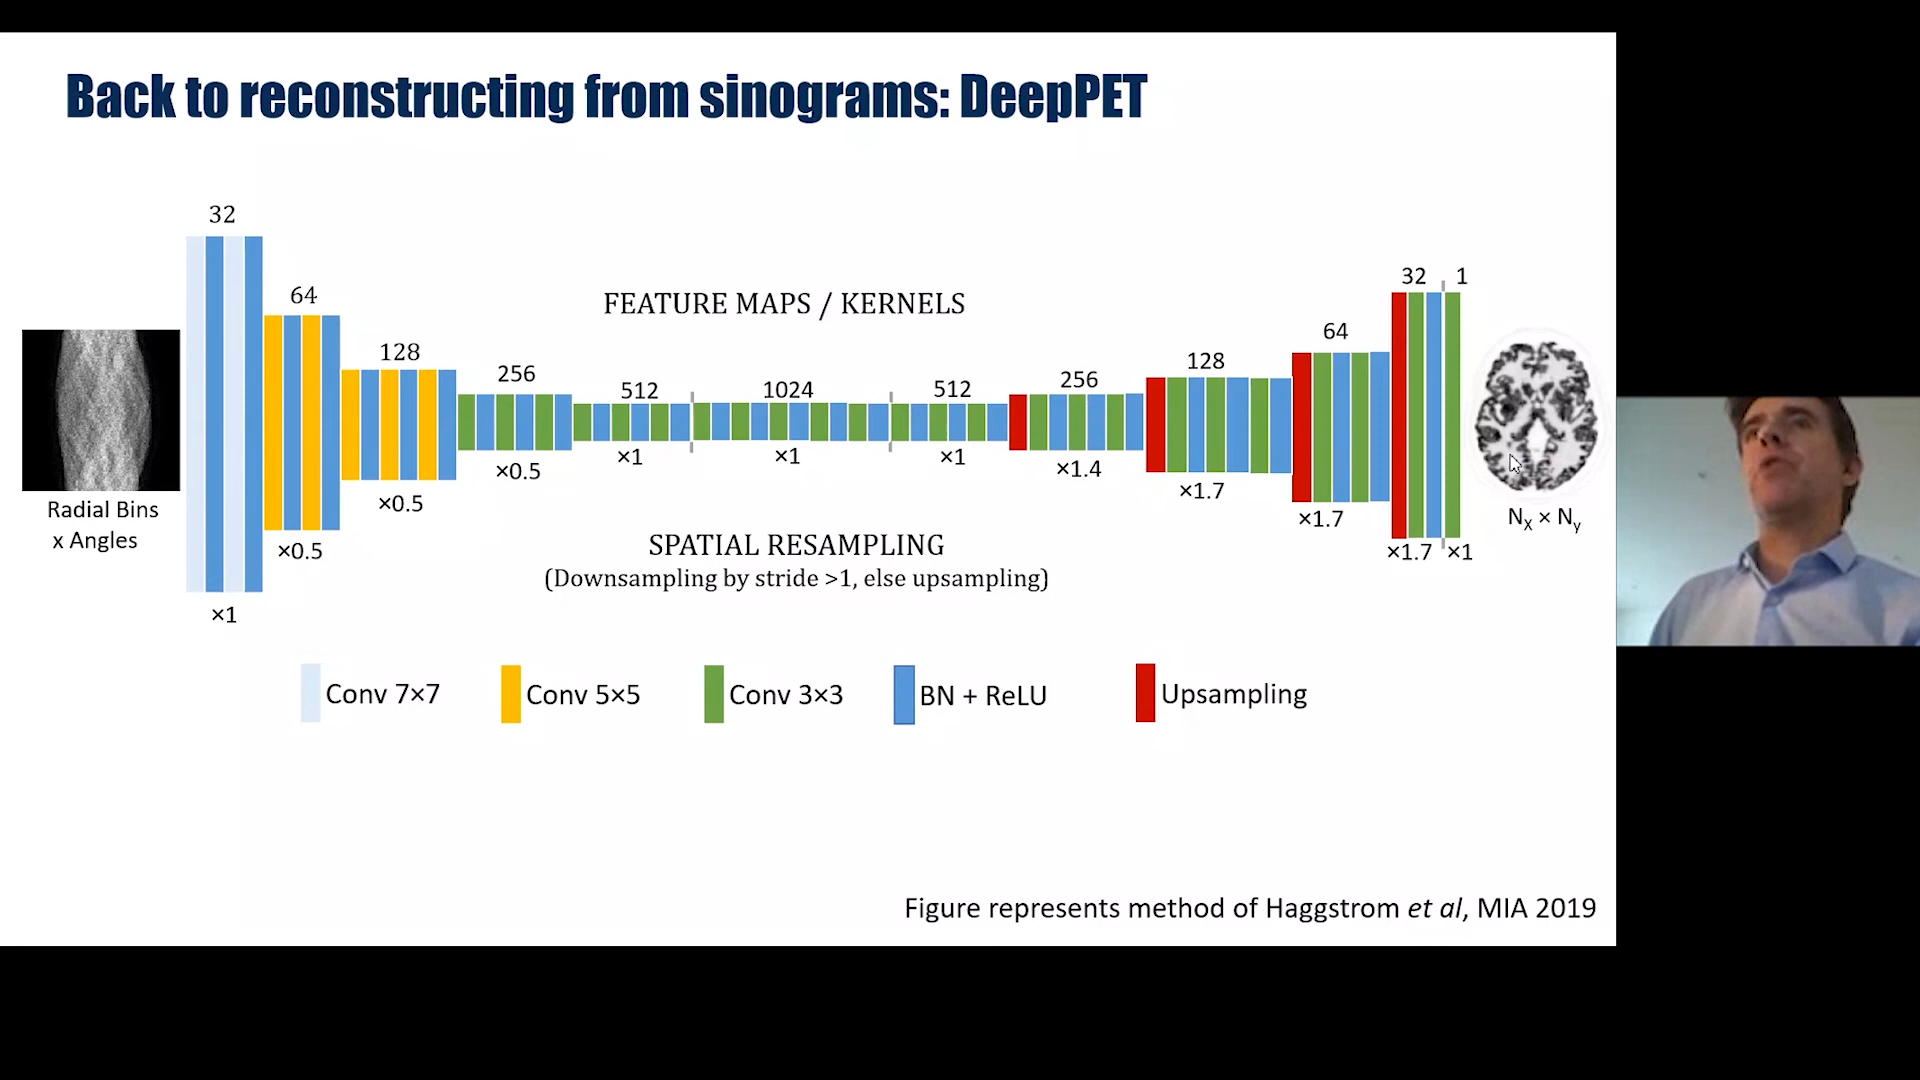 Back to reconstructing from sinograms: DeepPET
32
64
128
256
512
1024
512
256
128
64
32
1
FEATURE MAPS / KERNELS
Radial Bins
x Angles
×1
×0.5
×0.5
×0.5
×1
×1
×1
×1.4
×1.7
×1.7
×1.7
×1
Nx × Ny
SPATIAL RESAMPLING
(Downsampling by stride >1, else upsampling)
Conv 7×7
Conv 5×5
Conv 3×3
BN + ReLU
Upsampling
Figure represents method of Haggstrom et al, MIA 2019